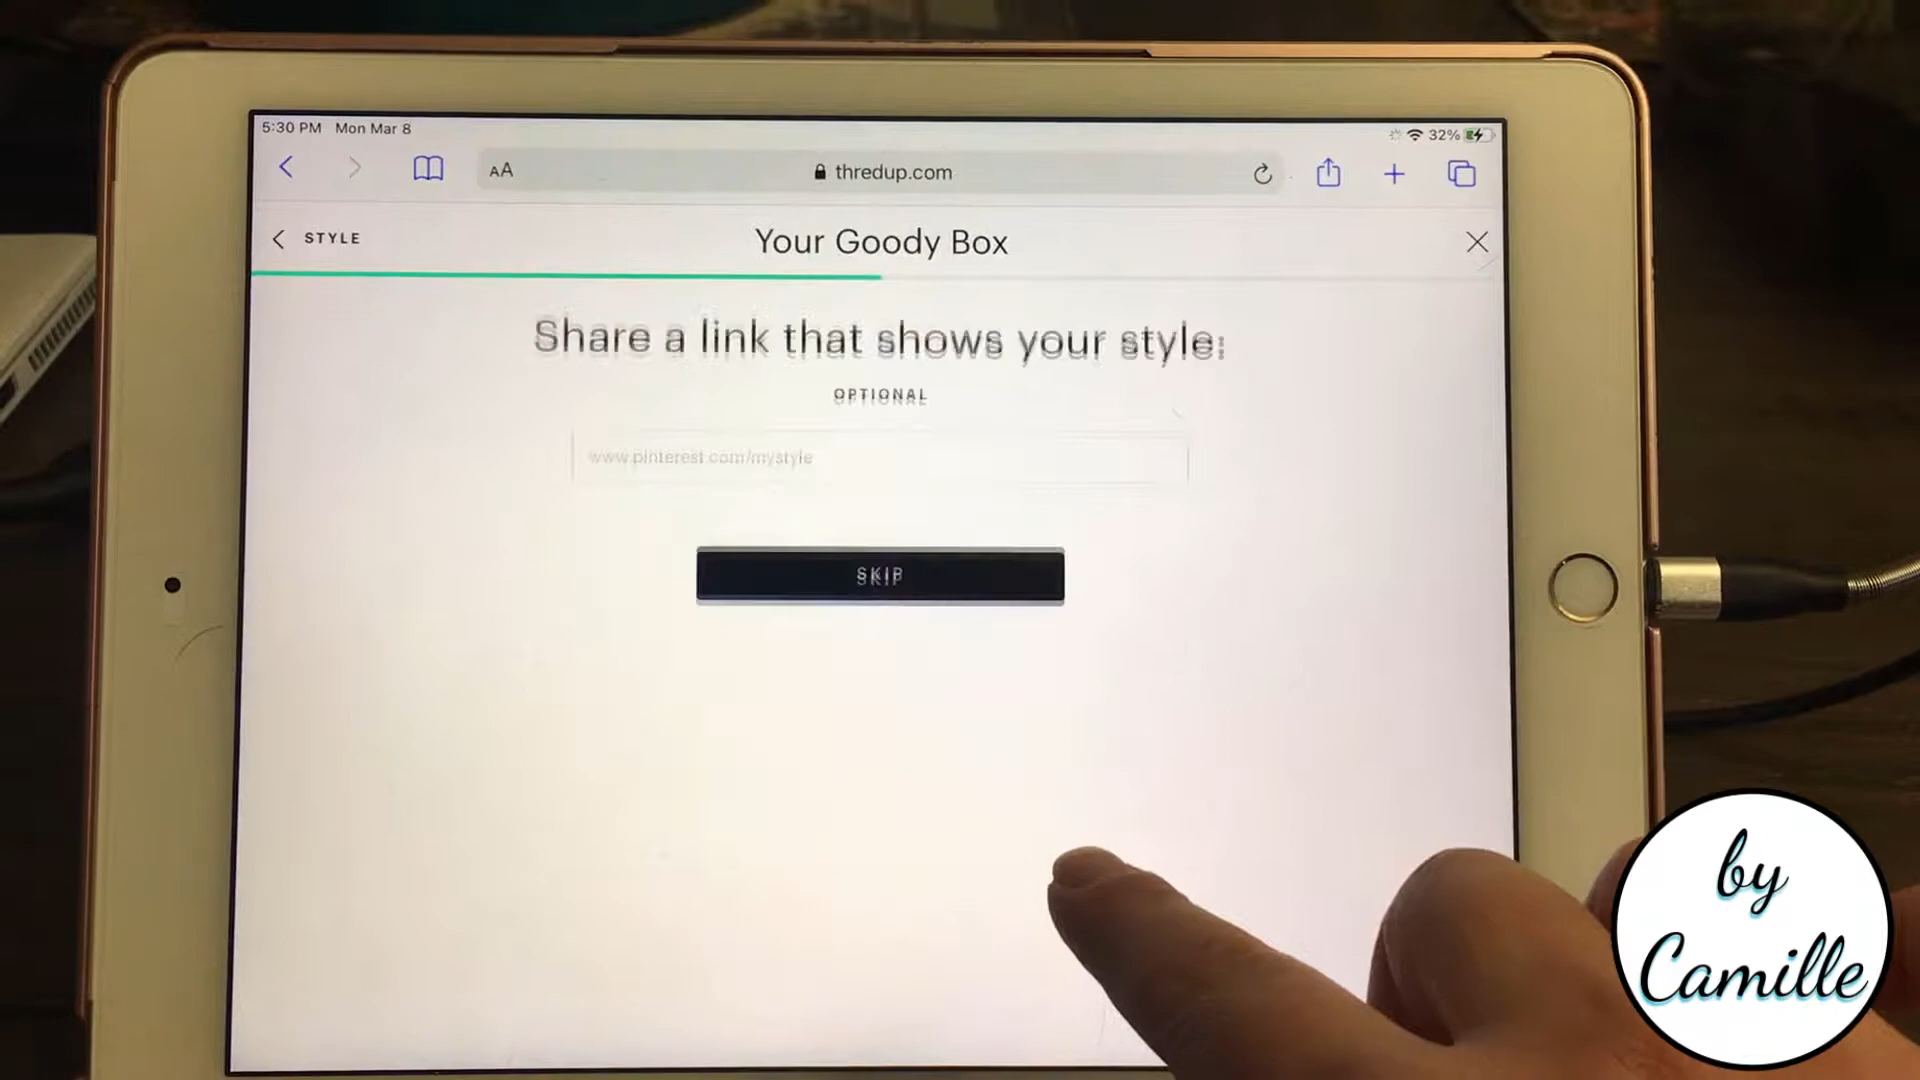 5:30 PM Mon Mar 8
32%
AA
thredup.com
STYLE
Your Goody Box
Share a link that shows your style:
OPTIONAL
www.pinterest.com/mystyle
SKIP
by
Camille